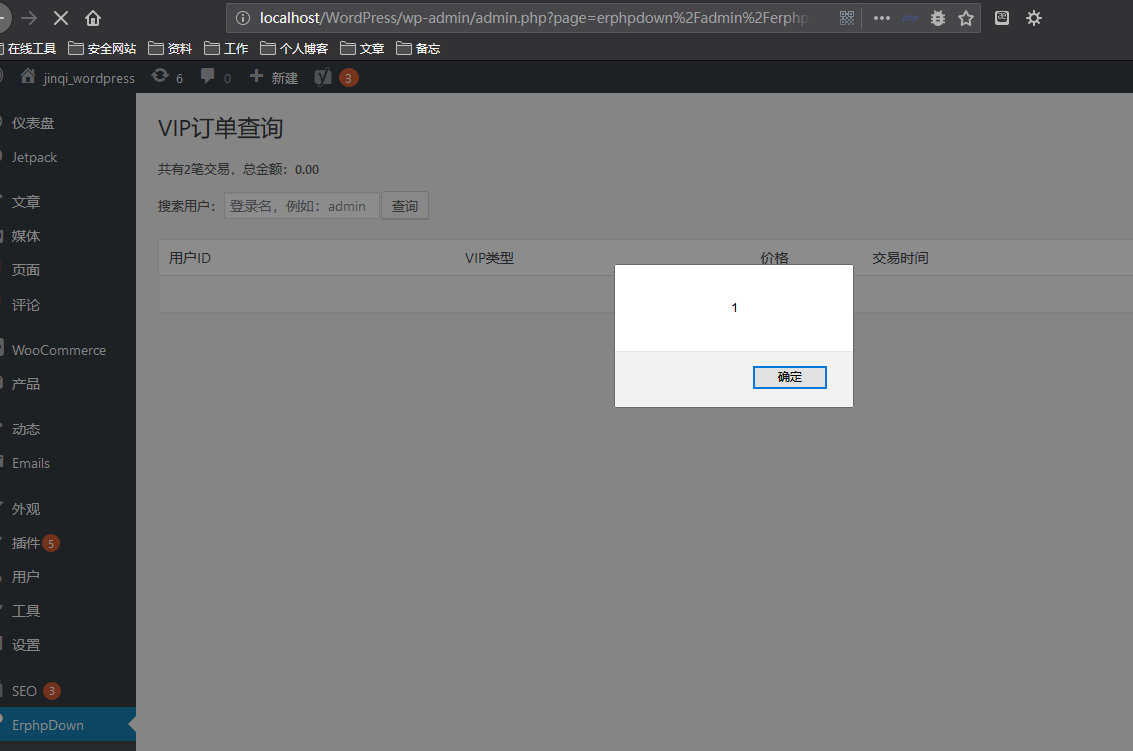 localhost/WordPress/wp-admin/admin.php?page=erphpdown%2Fadmin%2Ferphp
在线工具 安全网站 资料 工作 个人博客 文章 备忘
jinqi_wordpress 6 0 新建 3
仪表盘
Jetpack
文章
媒体
页面
评论
WooCommerce
产品
动态
Emails
外观
插件 5
用户
工具
设置
SEO 3
ErphpDown
VIP订单查询
共有2笔交易，总金额：0.00
搜索用户： 登录名，例如：admin 查询
用户ID VIP类型 价格 交易时间
1
确定